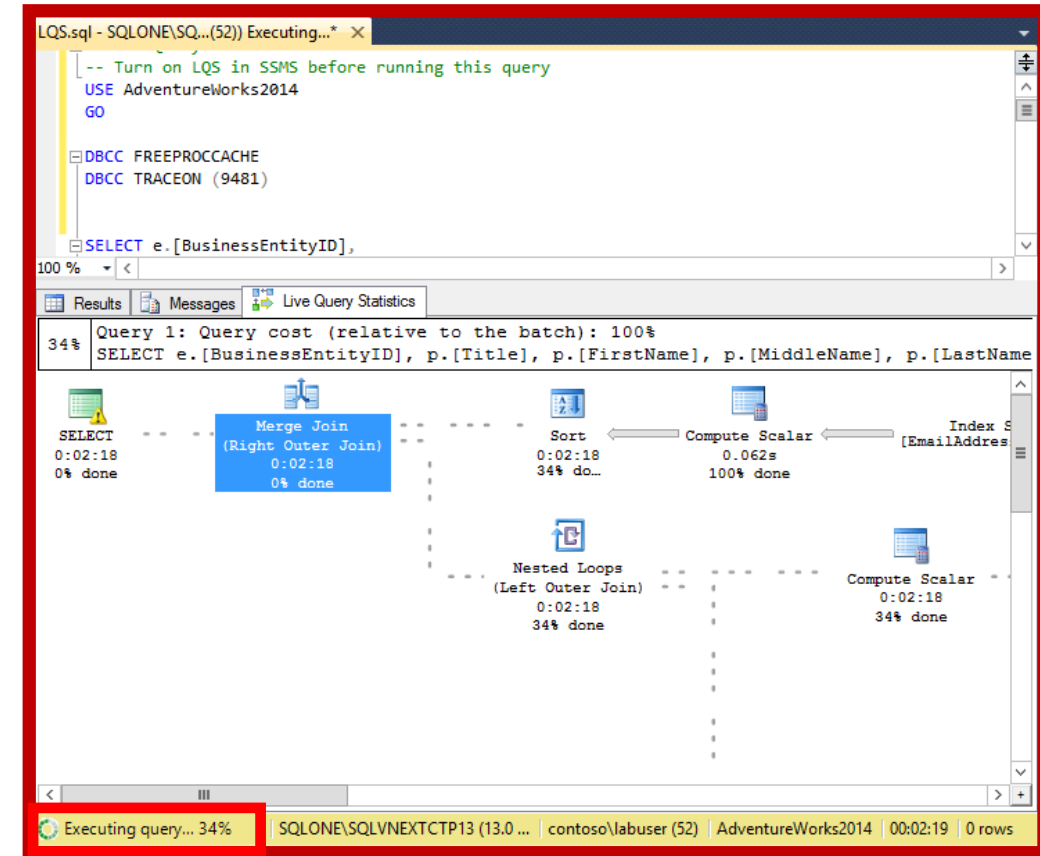 LQS.sql - SQLONE\SQ...(52)) Executing...*
-- Turn on LQS in SSMS before running this query
USE AdventureWorks2014
GO
DBCC FREEPROCCACHE
DBCC TRACEON (9481)
SELECT e.[BusinessEntityID],
100 %
Results Messages Live Query Statistics
34% Query 1: Query cost (relative to the batch): 100%
SELECT e.[BusinessEntityID], p.[Title], p.[FirstName], p.[MiddleName], p.[LastName
SELECT
0:02:18
0% done
Merge Join
(Right Outer Join)
0:02:18
0% done
Sort
0:02:18
34% do...
Compute Scalar
0.062s
100% done
Index S
[EmailAddres
Nested Loops
(Left Outer Join)
0:02:18
34% done
Compute Scalar
0:02:18
34% done
Executing query... 34% SQLONE\SQLVNEXTCTP13 (13.0 ... contoso\labuser (52) AdventureWorks2014 00:02:19 0 rows